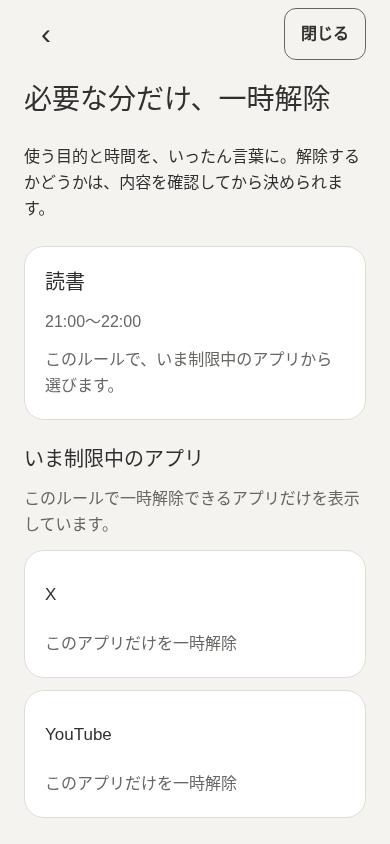 ‹
閉じる
必要な分だけ、一時解除
使う目的と時間を、いったん言葉に。解除する
かどうかは、内容を確認してから決められま
す。
読書
21:00〜22:00
このルールで、いま制限中のアプリから
選びます。
いま制限中のアプリ
このルールで一時解除できるアプリだけを表示
しています。
X
このアプリだけを一時解除
YouTube
このアプリだけを一時解除